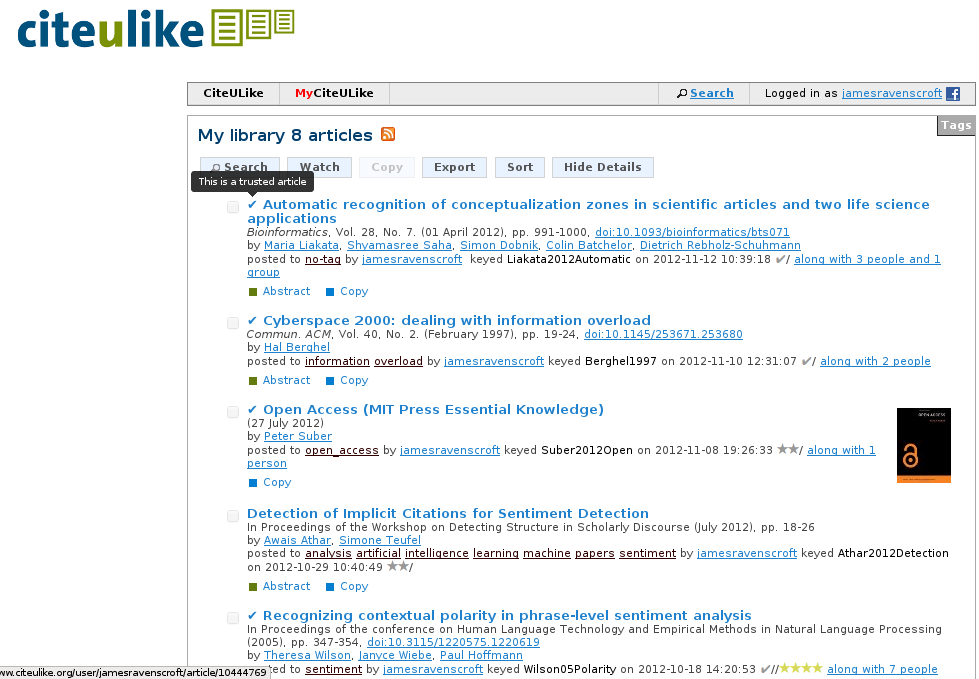 citeulike
CiteULike MyCiteULike Search Logged in as jamesravenscroft
Tags
My library 8 articles
Search Watch Copy Export Sort Hide Details
This is a trusted article
✔ Automatic recognition of conceptualization zones in scientific articles and two life science
applications
Bioinformatics, Vol. 28, No. 7. (01 April 2012), pp. 991-1000, doi:10.1093/bioinformatics/bts071
by Maria Liakata, Shyamasree Saha, Simon Dobnik, Colin Batchelor, Dietrich Rebholz-Schuhmann
posted to no-tag by jamesravenscroft keyed Liakata2012Automatic on 2012-11-12 10:39:18 ✔/ along with 3 people and 1
group
Abstract Copy
✔ Cyberspace 2000: dealing with information overload
Commun. ACM, Vol. 40, No. 2. (February 1997), pp. 19-24, doi:10.1145/253671.253680
by Hal Berghel
posted to information overload by jamesravenscroft keyed Berghel1997 on 2012-11-10 12:31:07 ✔/ along with 2 people
Abstract Copy
✔ Open Access (MIT Press Essential Knowledge)
(27 July 2012)
by Peter Suber
posted to open_access by jamesravenscroft keyed Suber2012Open on 2012-11-08 19:26:33 ★★/ along with 1
person
OPEN ACCESS
Copy
Detection of Implicit Citations for Sentiment Detection
In Proceedings of the Workshop on Detecting Structure in Scholarly Discourse (July 2012), pp. 18-26
by Awais Athar, Simone Teufel
posted to analysis artificial intelligence learning machine papers sentiment by jamesravenscroft keyed Athar2012Detection
on 2012-10-29 10:40:49 ★★/
Abstract Copy
✔ Recognizing contextual polarity in phrase-level sentiment analysis
In Proceedings of the conference on Human Language Technology and Empirical Methods in Natural Language Processing
(2005), pp. 347-354, doi:10.3115/1220575.1220619
by Theresa Wilson, Janyce Wiebe, Paul Hoffmann
ted to sentiment by jamesravenscroft keyed Wilson05Polarity on 2012-10-18 14:20:53 ✔//★★★★ along with 7 people
ww.citeulike.org/user/jamesravenscroft/article/10444769